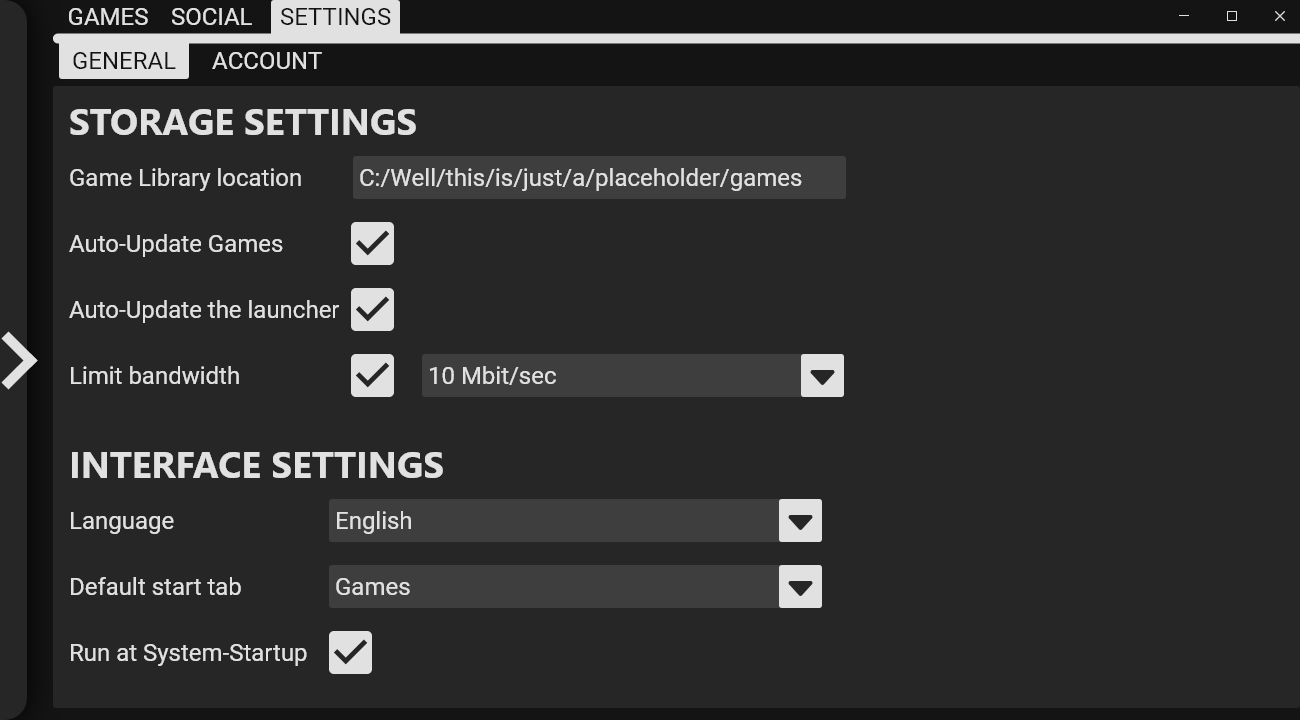 GAMES SOCIAL SETTINGS
GENERAL ACCOUNT
STORAGE SETTINGS
Game Library location C:/Well/this/is/just/a/placeholder/games
Auto-Update Games
Auto-Update the launcher
Limit bandwidth 10 Mbit/sec
INTERFACE SETTINGS
Language English
Default start tab Games
Run at System-Startup